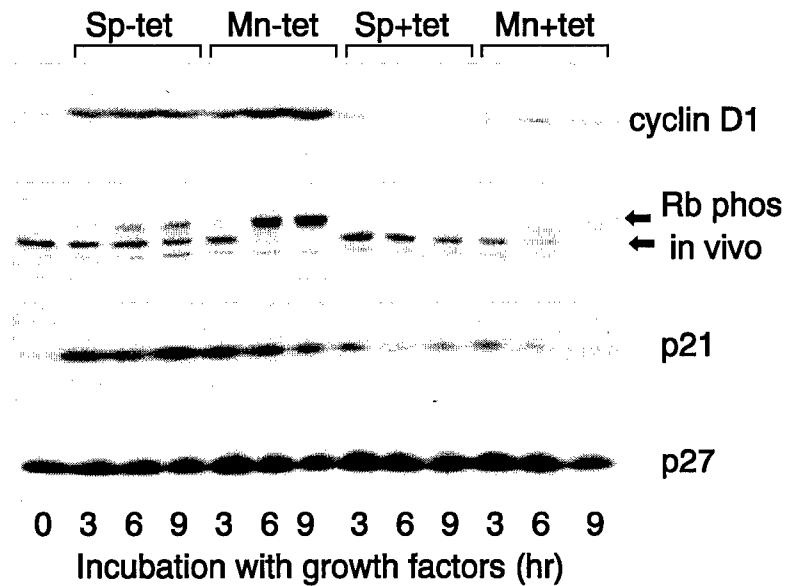 Sp-tet Mn-tet Sp+tet Mn+tet
cyclin D1
Rb phos
in vivo
p21
p27
0 3 6 9 3 6 9 3 6 9 3 6 9
Incubation with growth factors (hr)